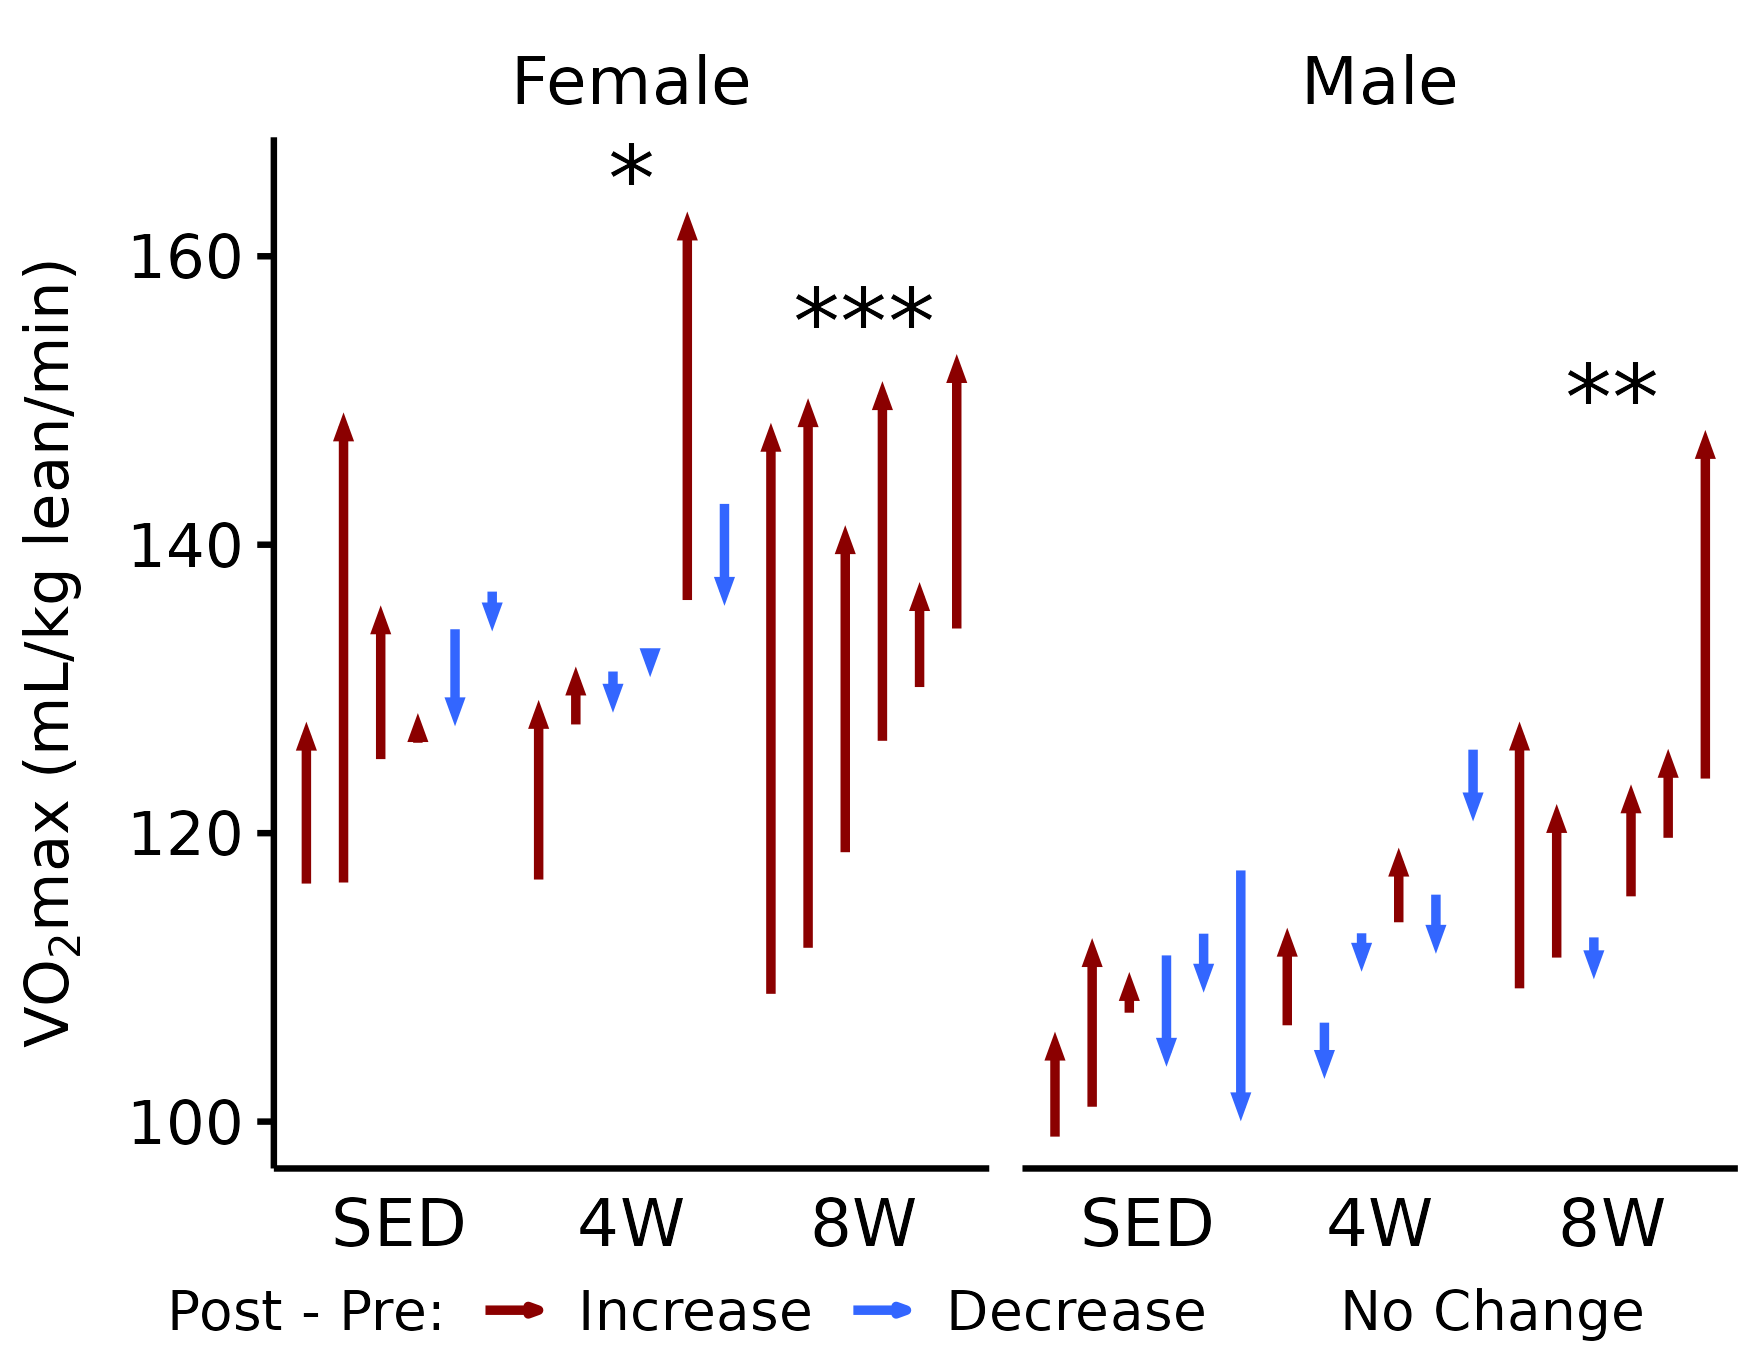 Female
Male
*
***
**
160
140
120
100
VO₂max (mL/kg lean/min)
SED
4W
8W
SED
4W
8W
Post - Pre: Increase Decrease No Change